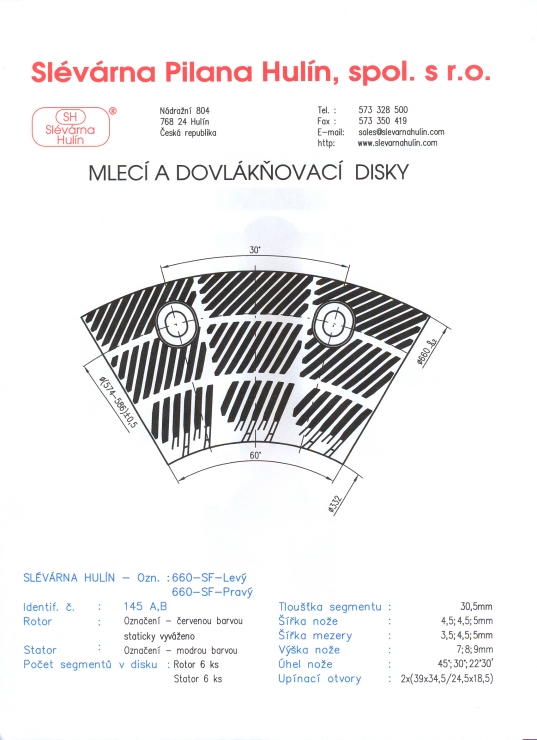 Slévárna Pilana Hulín, spol. s r.o.
SH
Slévárna
Hulín
®
Nádražní 804
768 24 Hulín
Česká republika
Tel. : 573 328 500
Fax : 573 350 419
E-mail: sales@slevarnahulin.com
http: www.slevarnahulin.com
MLECÍ A DOVLÁKŇOVACÍ DISKY
30°
ø660
ø(574-586)±0,5
60°
ø332
SLÉVÁRNA HULÍN – Ozn. :660-SF-Levý
660-SF-Pravý
Identif. č. : 145 A,B
Rotor : Označení – červenou barvou
staticky vyváženo
Stator : Označení – modrou barvou
Počet segmentů v disku : Rotor 6 ks
Stator 6 ks
Tloušťka segmentu : 30,5mm
Šířka nože : 4,5; 4,5; 5mm
Šířka mezery : 3,5; 4,5; 5mm
Výška nože : 7; 8; 9mm
Úhel nože : 45°; 30°; 22°30'
Upínací otvory : 2x(39x34,5/24,5x18,5)